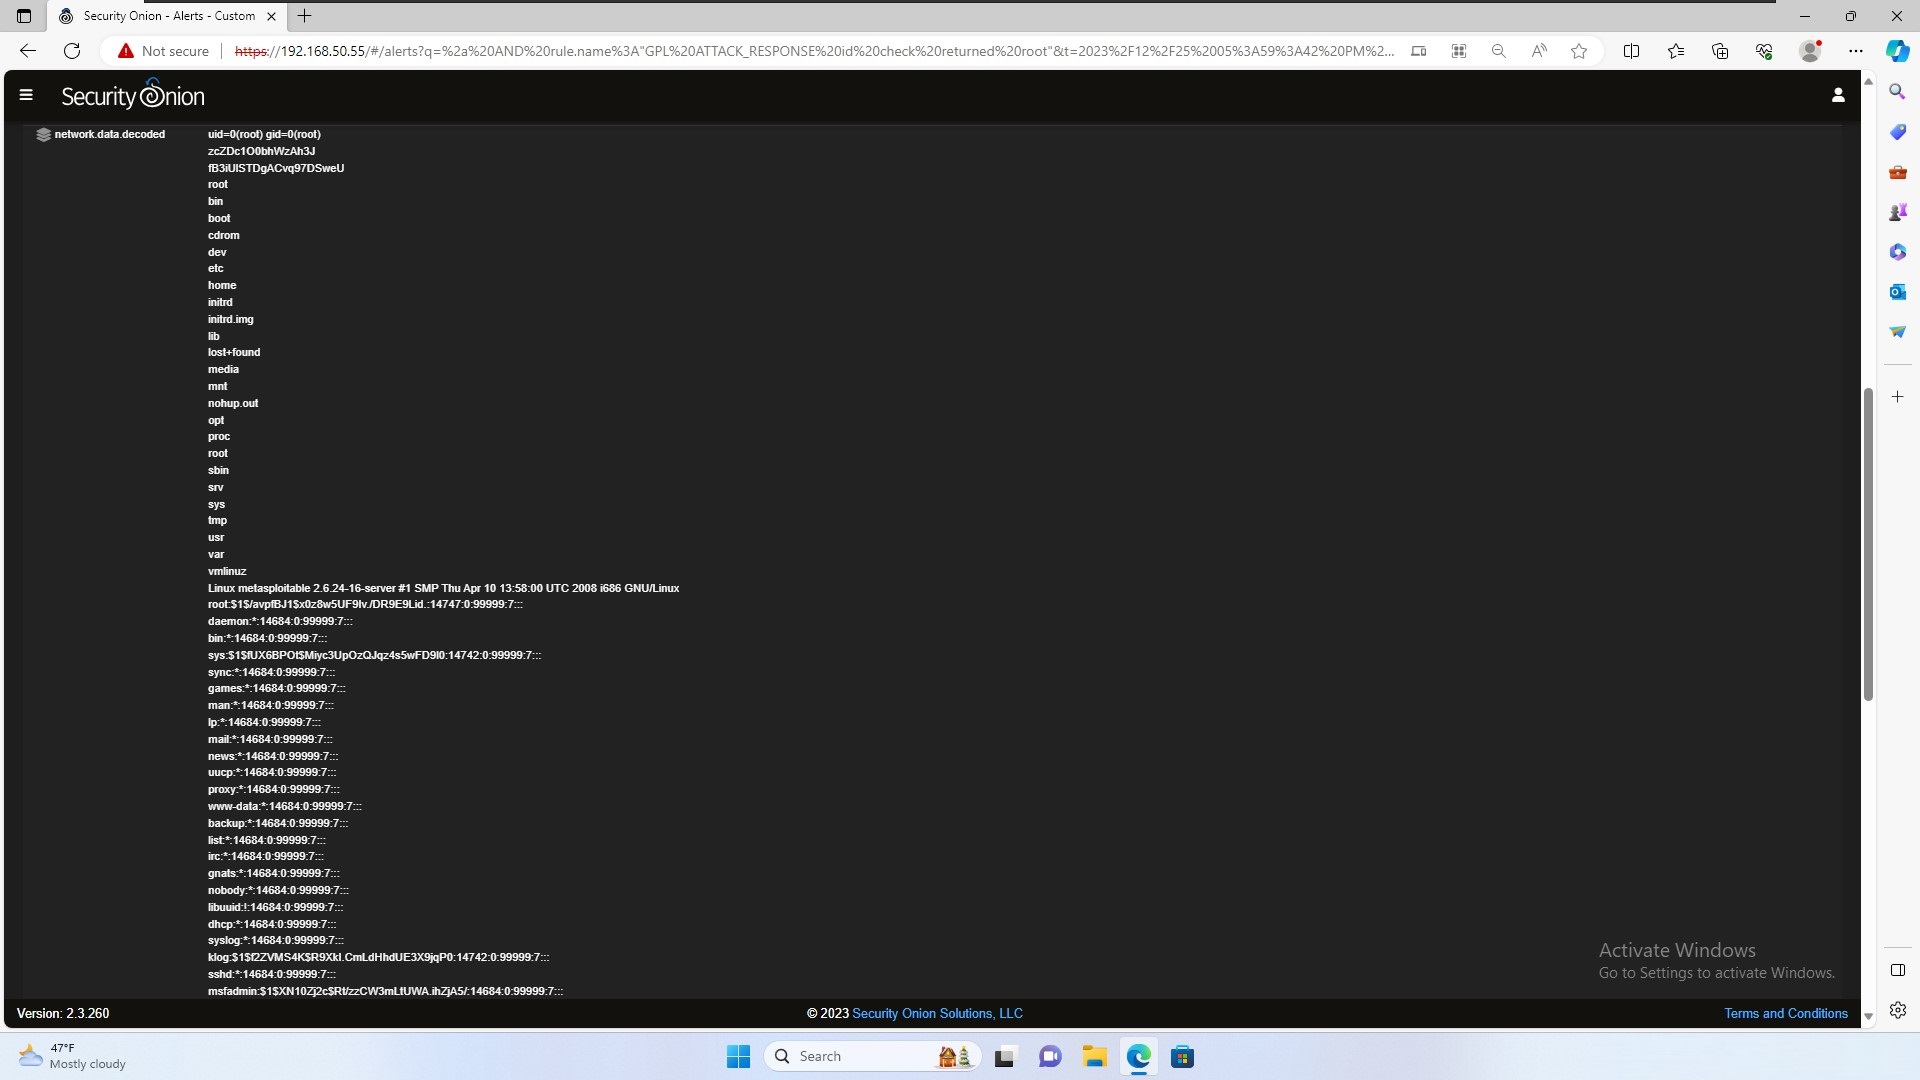 Security Onion - Alerts - Custom
Not secure
https://192.168.50.55/#/alerts?q=%2a%20AND%20rule.name%3A"GPL%20ATTACK_RESPONSE%20id%20check%20returned%20root"&t=2023%2F12%2F25%2005%3A59%3A42%20PM%2...
Security Onion
network.data.decoded
uid=0(root) gid=0(root)
zcZDc1O0bhWzAh3J
fB3iUlSTDgACvq97DSweU
root
bin
boot
cdrom
dev
etc
home
initrd
initrd.img
lib
lost+found
media
mnt
nohup.out
opt
proc
root
sbin
srv
sys
tmp
usr
var
vmlinuz
Linux metasploitable 2.6.24-16-server #1 SMP Thu Apr 10 13:58:00 UTC 2008 i686 GNU/Linux
root:$1$/avpfBJ1$x0z8w5UF9Iv./DR9E9Lid.:14747:0:99999:7:::
daemon:*:14684:0:99999:7:::
bin:*:14684:0:99999:7:::
sys:$1$fUX6BPOt$Miyc3UpOzQJqz4s5wFD9l0:14742:0:99999:7:::
sync:*:14684:0:99999:7:::
games:*:14684:0:99999:7:::
man:*:14684:0:99999:7:::
lp:*:14684:0:99999:7:::
mail:*:14684:0:99999:7:::
news:*:14684:0:99999:7:::
uucp:*:14684:0:99999:7:::
proxy:*:14684:0:99999:7:::
www-data:*:14684:0:99999:7:::
backup:*:14684:0:99999:7:::
list:*:14684:0:99999:7:::
irc:*:14684:0:99999:7:::
gnats:*:14684:0:99999:7:::
nobody:*:14684:0:99999:7:::
libuuid:!:14684:0:99999:7:::
dhcp:*:14684:0:99999:7:::
syslog:*:14684:0:99999:7:::
klog:$1$f2ZVMS4K$R9XkI.CmLdHhdUE3X9jqP0:14742:0:99999:7:::
sshd:*:14684:0:99999:7:::
msfadmin:$1$XN10Zj2c$Rt/zzCW3mLtUWA.ihZjA5/:14684:0:99999:7:::
Activate Windows
Go to Settings to activate Windows.
Version: 2.3.260
© 2023 Security Onion Solutions, LLC
Terms and Conditions
47°F
Mostly cloudy
Search